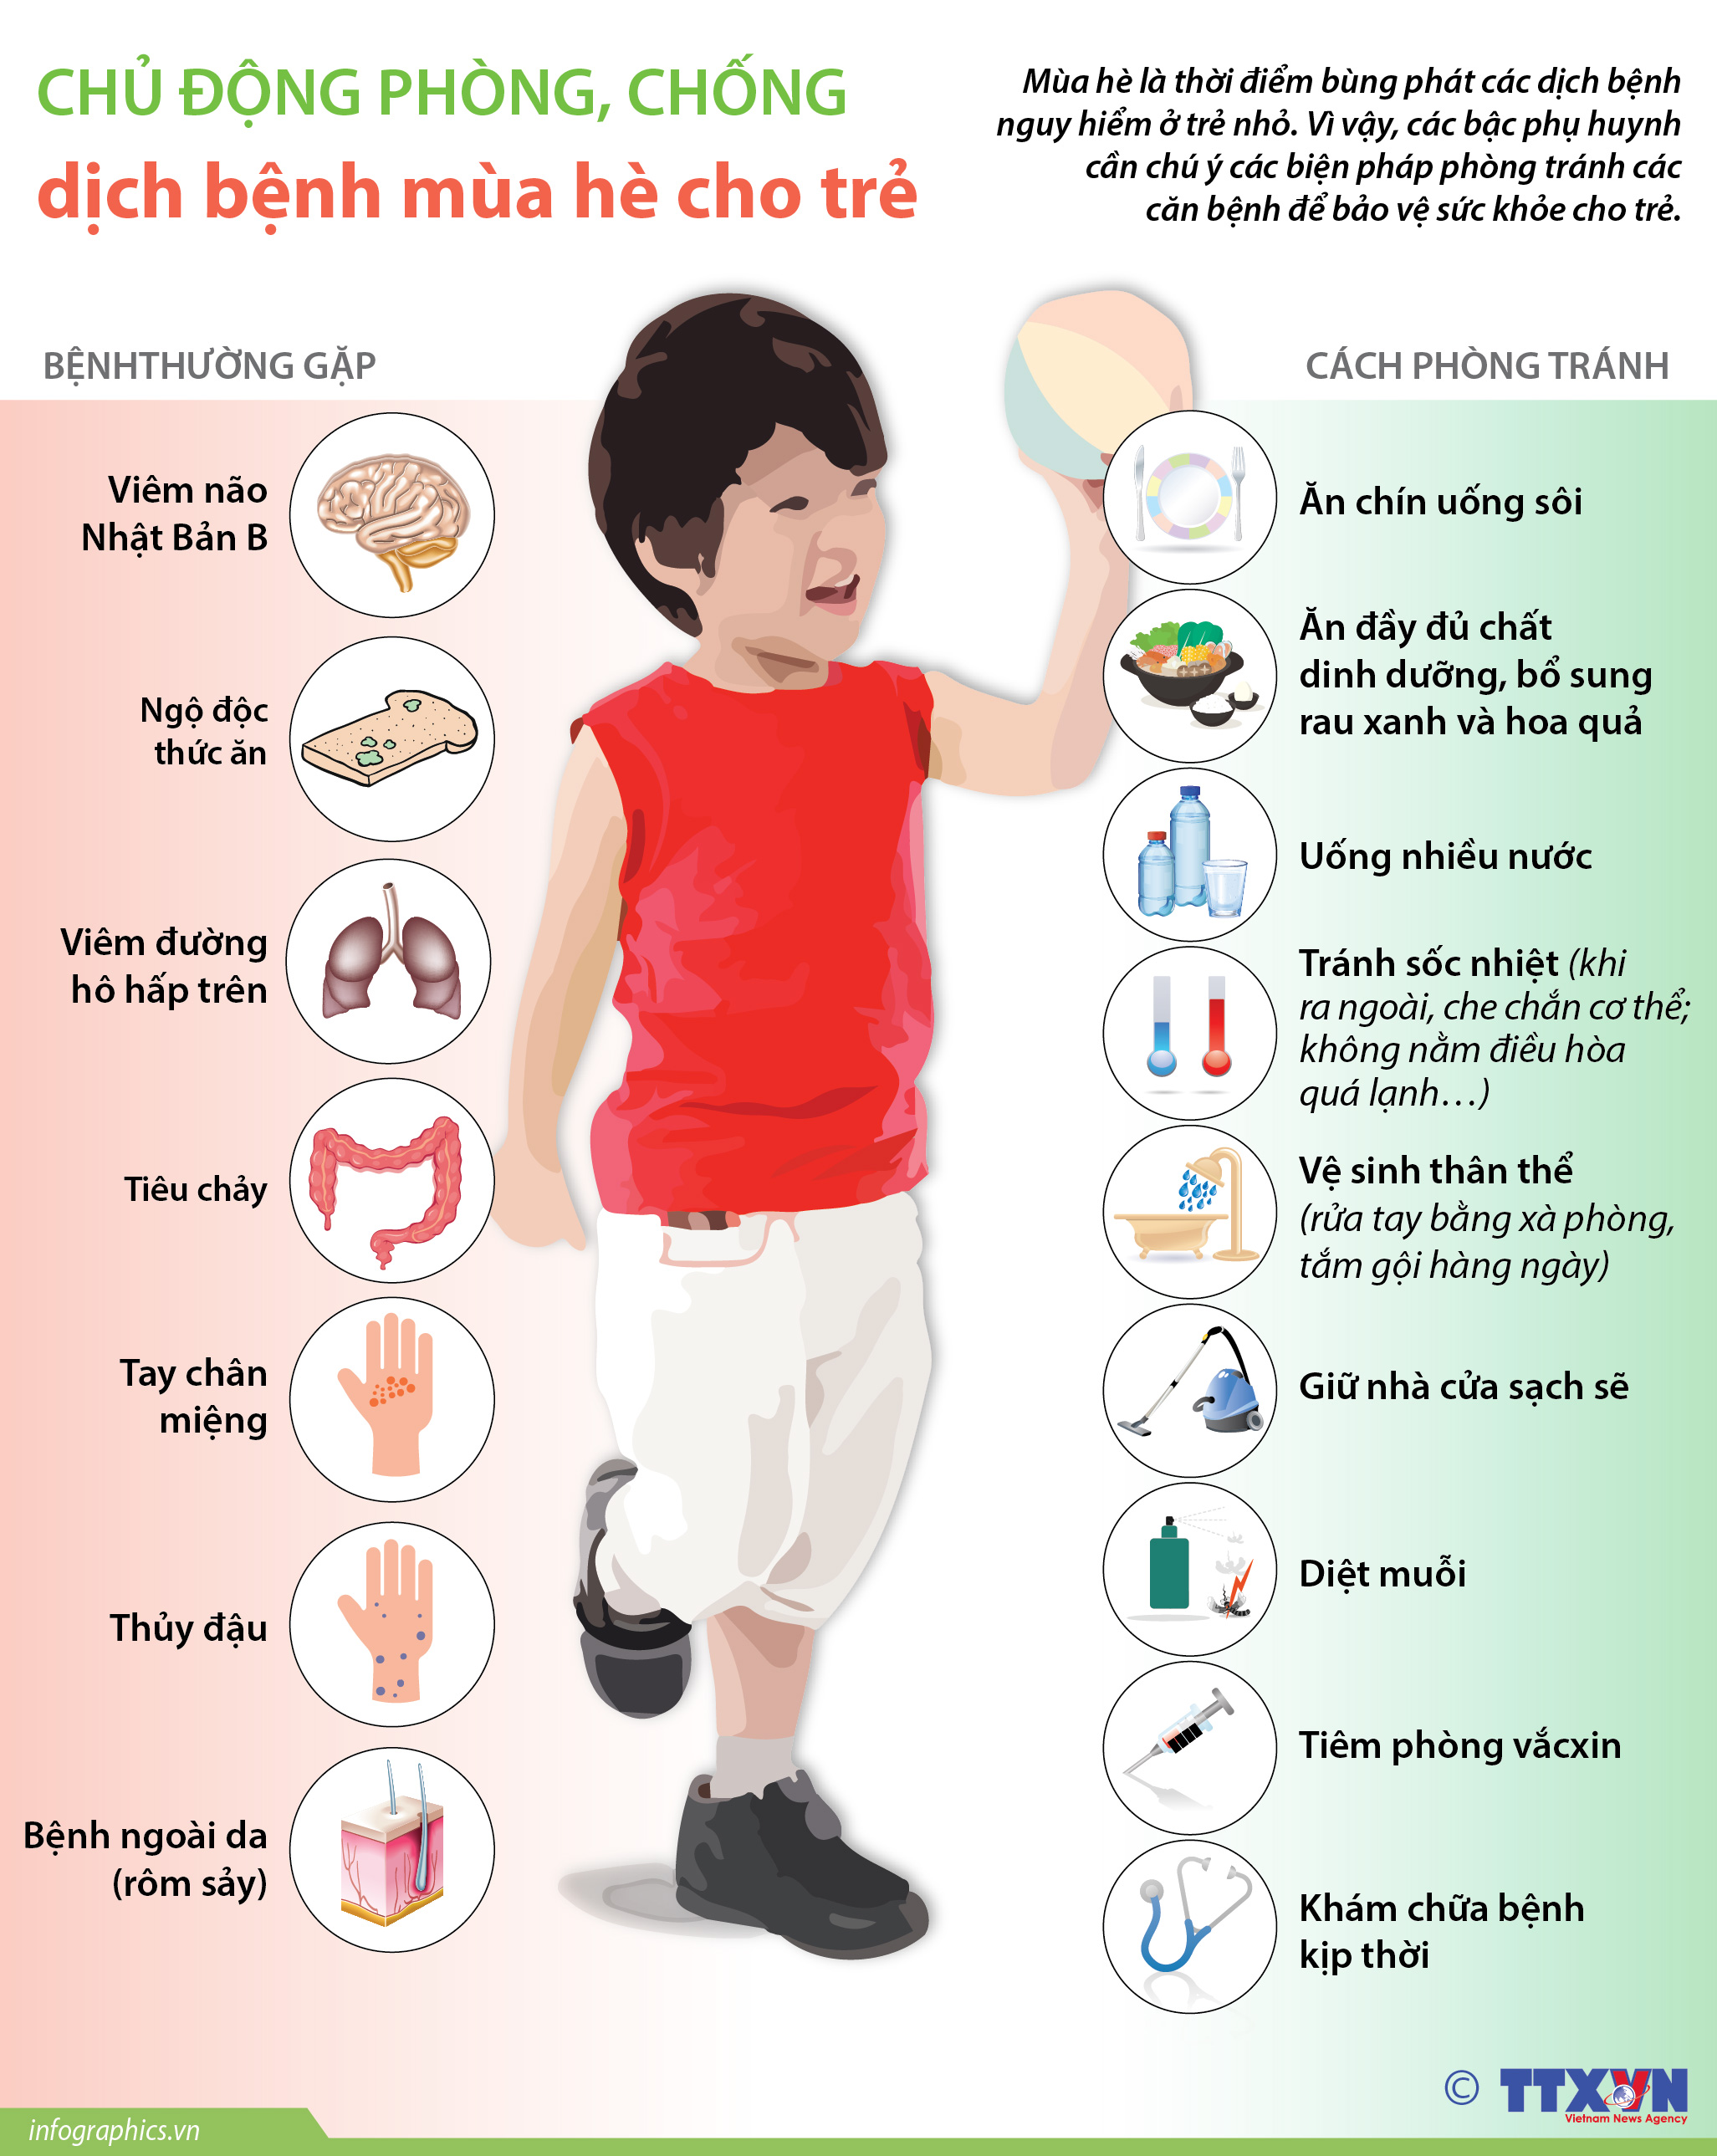 CHỦ ĐỘNG PHÒNG, CHỐNG
dịch bệnh mùa hè cho trẻ
Mùa hè là thời điểm bùng phát các dịch bệnh
nguy hiểm ở trẻ nhỏ. Vì vậy, các bậc phụ huynh
cần chú ý các biện pháp phòng tránh các
căn bệnh để bảo vệ sức khỏe cho trẻ.
BỆNHTHƯỜNG GẶP
Viêm não
Nhật Bản B
Ngộ độc
thức ăn
Viêm đường
hô hấp trên
Tiêu chảy
Tay chân
miệng
Thủy đậu
Bệnh ngoài da
(rôm sảy)
CÁCH PHÒNG TRÁNH
Ăn chín uống sôi
Ăn đầy đủ chất
dinh dưỡng, bổ sung
rau xanh và hoa quả
Uống nhiều nước
Tránh sốc nhiệt (khi
ra ngoài, che chắn cơ thể;
không nằm điều hòa
quá lạnh...)
Vệ sinh thân thể
(rửa tay bằng xà phòng,
tắm gội hàng ngày)
Giữ nhà cửa sạch sẽ
Diệt muỗi
Tiêm phòng vắcxin
Khám chữa bệnh
kịp thời
© TTXVN
Vietnam News Agency
infographics.vn